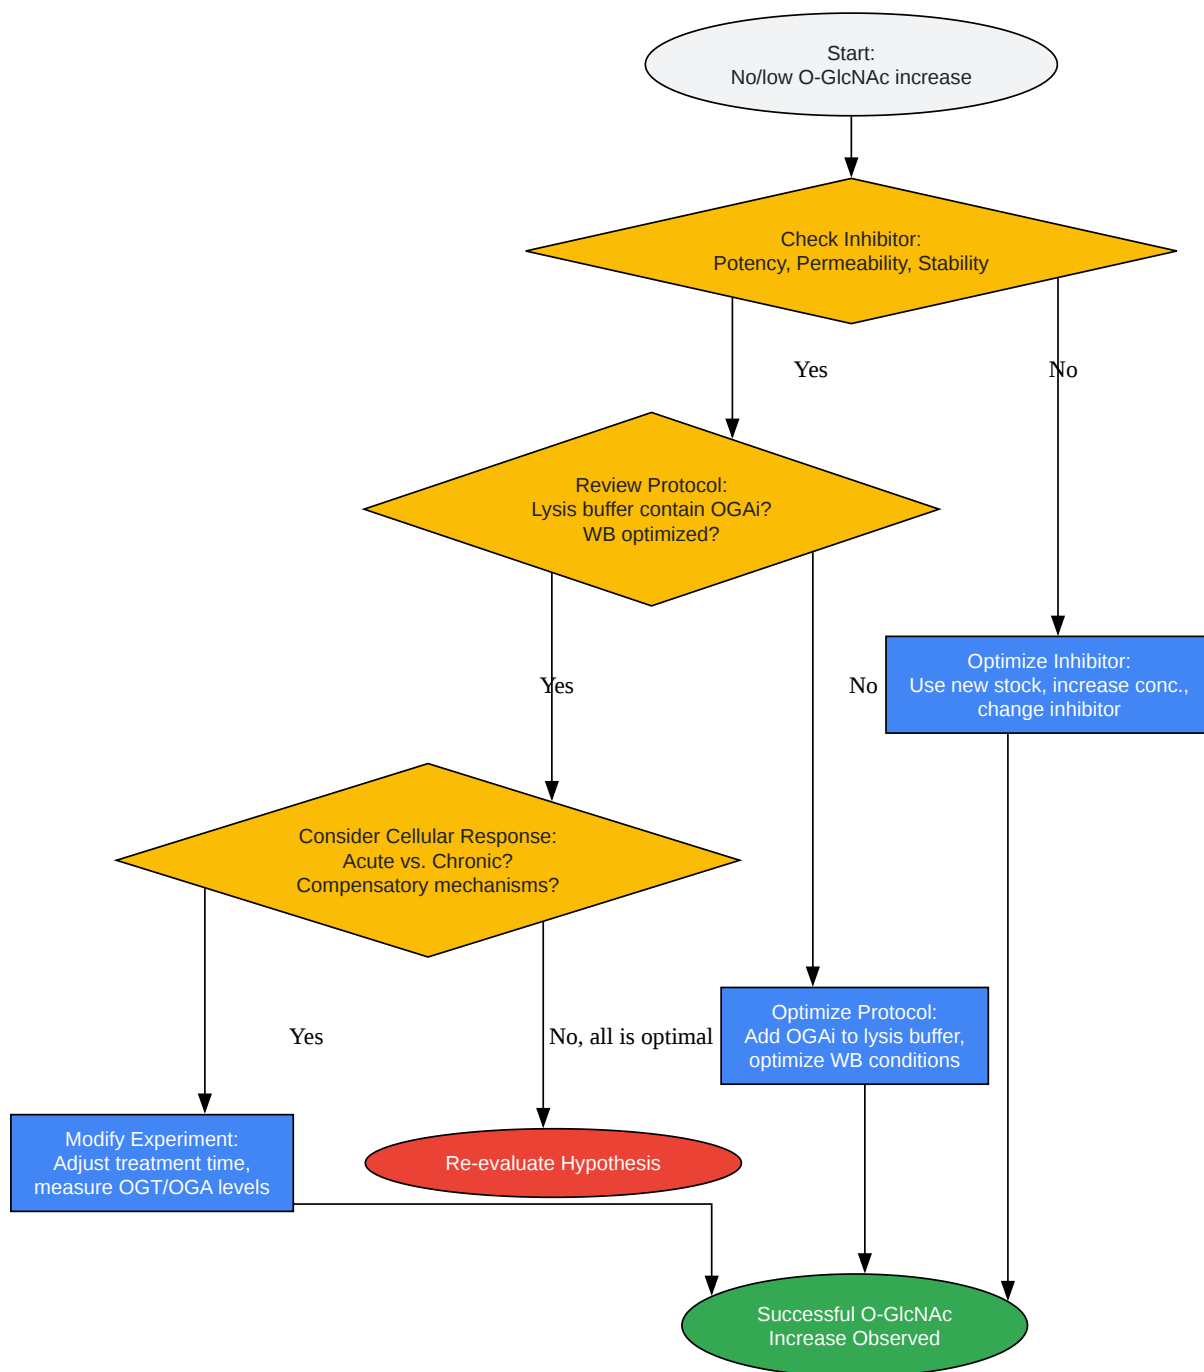 Start:
No/low O-GlcNAc increase
Check Inhibitor:
Potency, Permeability, Stability
Yes
No
Review Protocol:
Lysis buffer contain OGAi?
WB optimized?
Yes
No
Optimize Inhibitor:
Use new stock, increase conc.,
change inhibitor
Consider Cellular Response:
Acute vs. Chronic?
Compensatory mechanisms?
Yes
No, all is optimal
Optimize Protocol:
Add OGAi to lysis buffer,
optimize WB conditions
Modify Experiment:
Adjust treatment time,
measure OGT/OGA levels
Re-evaluate Hypothesis
Successful O-GlcNAc
Increase Observed